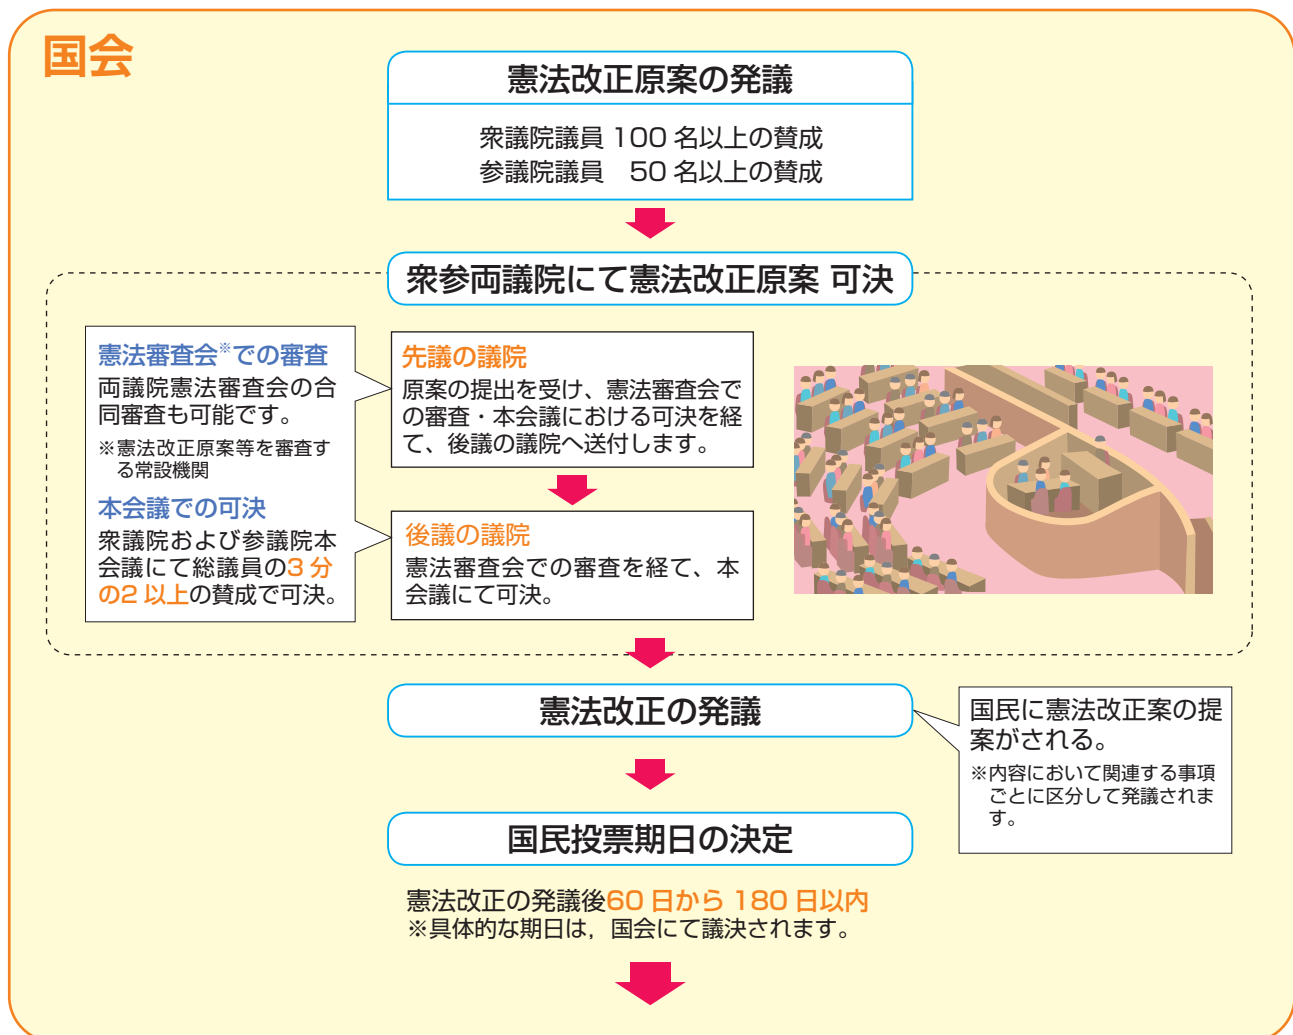 国会
憲法改正原案の発議
衆議院議員 100 名以上の賛成
参議院議員　50 名以上の賛成
衆参両議院にて憲法改正原案 可決
憲法審査会※での審査
両議院憲法審査会の合
同審査も可能です。
※憲法改正原案等を審査す
る常設機関
本会議での可決
衆議院および参議院本
会議にて総議員の3 分
の2 以上の賛成で可決。
先議の議院
原案の提出を受け、憲法審査会で
の審査・本会議における可決を経
て、後議の議院へ送付します。
後議の議院
憲法審査会での審査を経て、本
会議にて可決。
憲法改正の発議
国民に憲法改正案の提
案がされる。
※内容において関連する事項
ごとに区分して発議されま
す。
国民投票期日の決定
憲法改正の発議後60 日から 180 日以内
※具体的な期日は，国会にて議決されます。